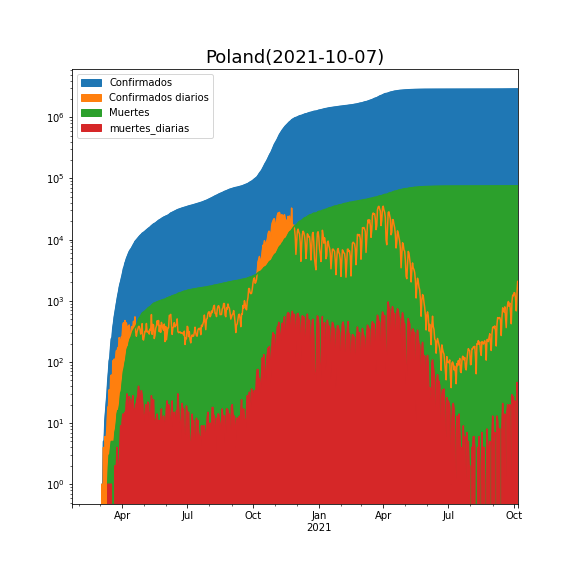 Poland(2021-10-07)
Confirmados
Confirmados diarios
Muertes
muertes_diarias
10⁶
10⁵
10⁴
10³
10²
10¹
10⁰
Apr Jul Oct Jan Apr Jul Oct
2021